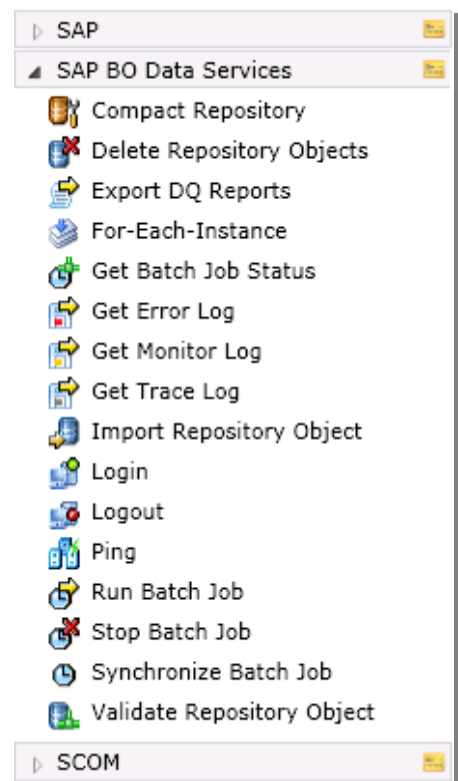 SAP
SAP BO Data Services
Compact Repository
Delete Repository Objects
Export DQ Reports
For-Each-Instance
Get Batch Job Status
Get Error Log
Get Monitor Log
Get Trace Log
Import Repository Object
Login
Logout
Ping
Run Batch Job
Stop Batch Job
Synchronize Batch Job
Validate Repository Object
SCOM